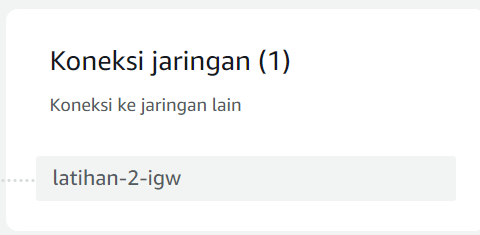 Koneksi jaringan (1)
Koneksi ke jaringan lain
latihan-2-igw